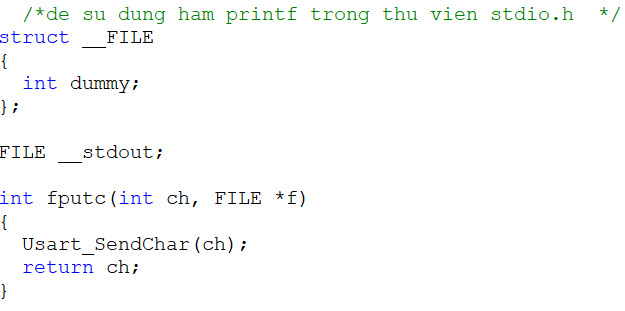 /*de su dung ham printf trong thu vien stdio.h  */
struct __FILE
{
  int dummy;
};
FILE __stdout;
int fputc(int ch, FILE *f)
{
  Usart_SendChar(ch);
  return ch;
}